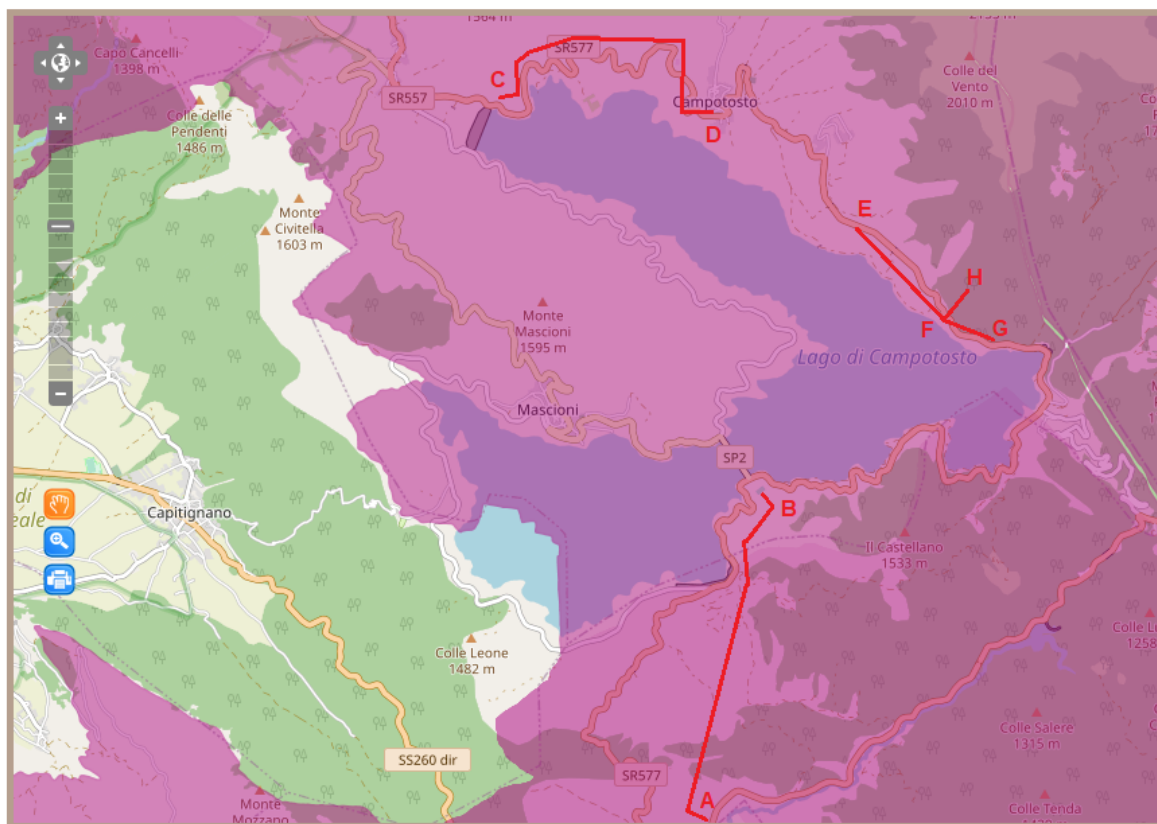 1564 m
Capo Cancelli
1398 m
C
SR577
SR557
Colle del
Vento
2010 m
Campotosto
D
Colle delle
Pendenti
1486 m
Monte
Civitella
1603 m
E
H
Monte
Mascioni
1595 m
F
G
Lago di Campotosto
Mascioni
SP2
Capitignano
B
Il Castellano
1533 m
Colle Leone
1482 m
Colle Salere
1315 m
SS260 dir
SR577
A
Monte
Mozzano
Colle Tenda